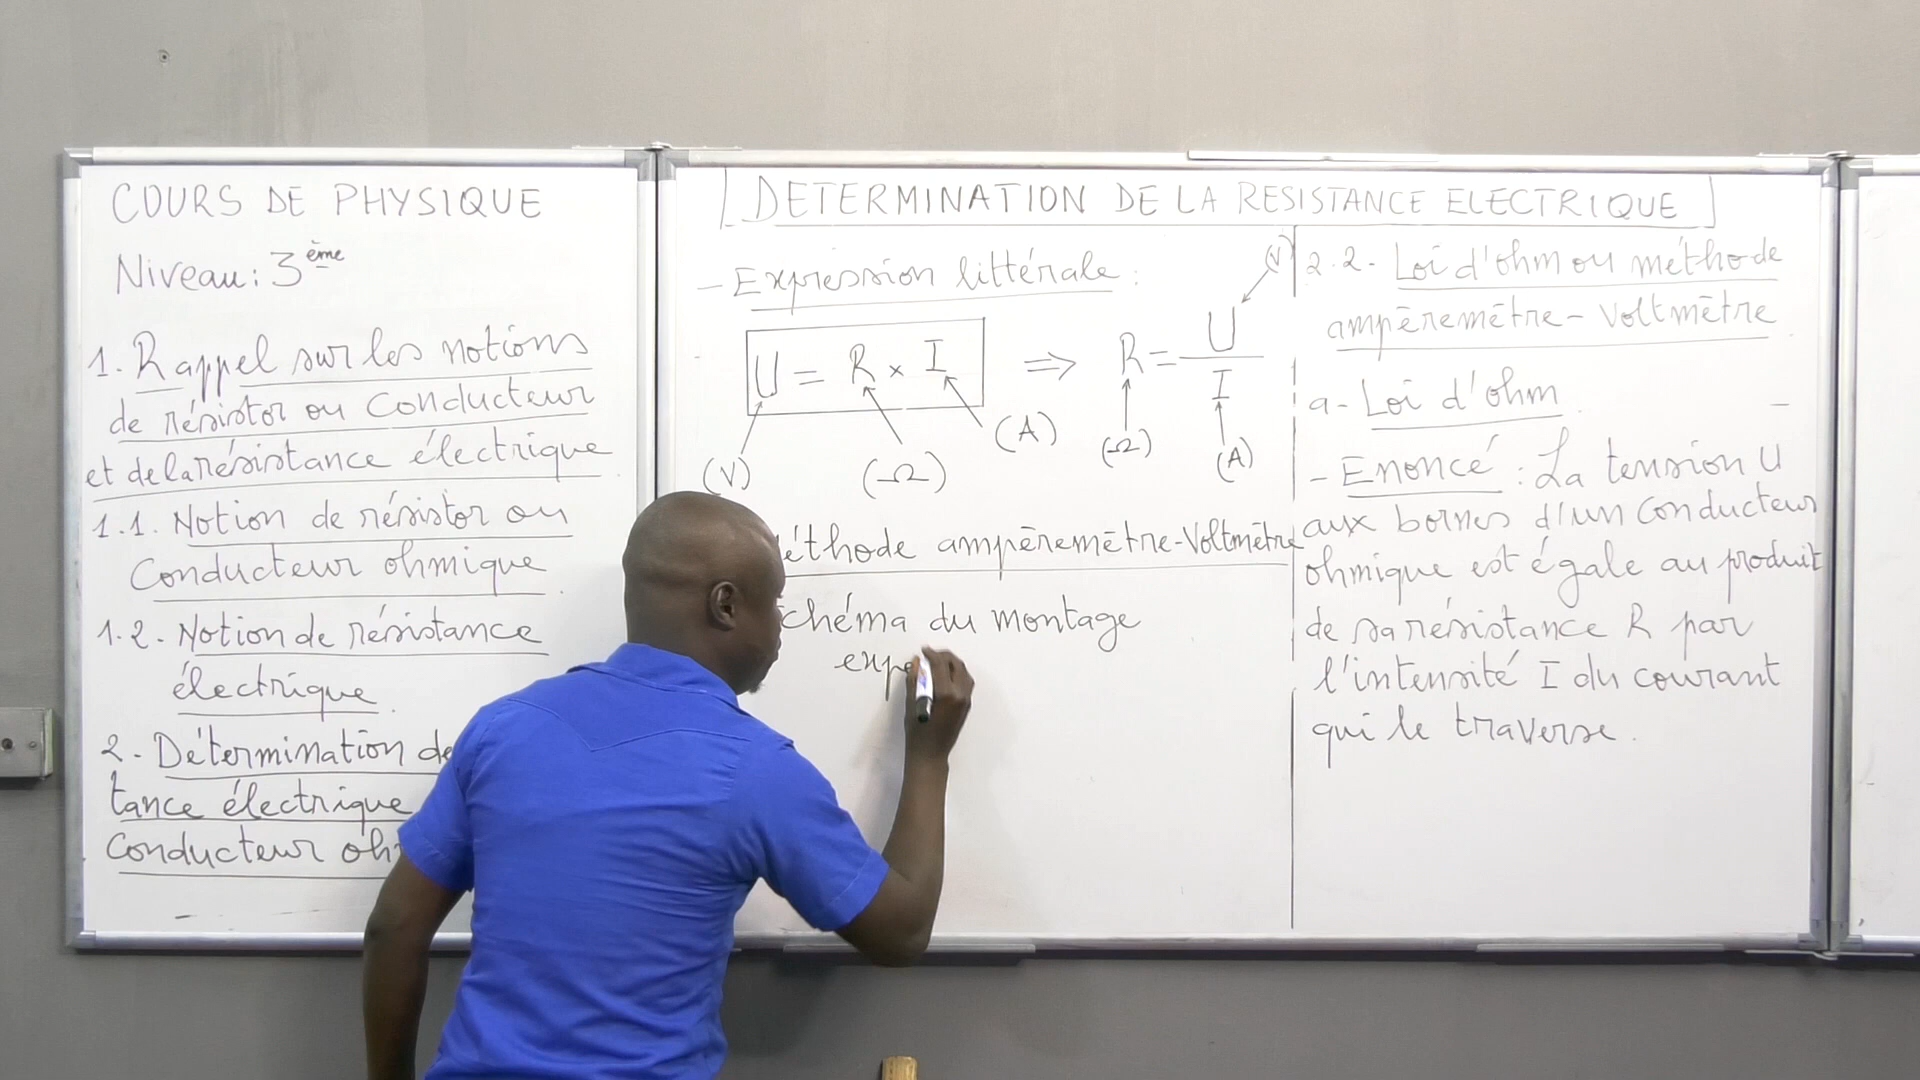 COURS DE PHYSIQUE
Niveau: 3ème
1. Rappel sur les notions
de résistor ou Conducteur
et de la résistance électrique
1.1. Notion de résistor ou
Conducteur ohmique.
1.2. Notion de résistance
électrique.
2- Détermination de
tance électrique
Conducteur oh
DETERMINATION DE LA RESISTANCE ELECTRIQUE
- Expression littérale:
U = R × I ⇒ R = U / I
(V) (Ω) (A) (Ω) (A) (V)
éthode ampèremètre-Voltmètre
chéma du montage
expé
2.2- Loi d'ohm ou méthode
ampèremètre-Voltmètre.
a- Loi d'ohm.
- Enoncé: La tension U
aux bornes d'un Conducteur
ohmique est égale au produit
de sa résistance R par
l'intensité I du courant
qui le traverse.